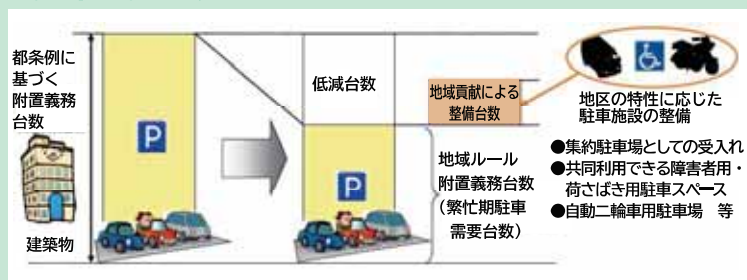 都条例に
基づく
附置義務
台数
建築物
P
低減台数
P
地域貢献による
整備台数
地域ルール
附置義務台数
(繁忙期駐車
需要台数)
地区の特性に応じた
駐車施設の整備
●集約駐車場としての受入れ
●共同利用できる障害者用・
荷さばき用駐車スペース
●自動二輪車用駐車場　等